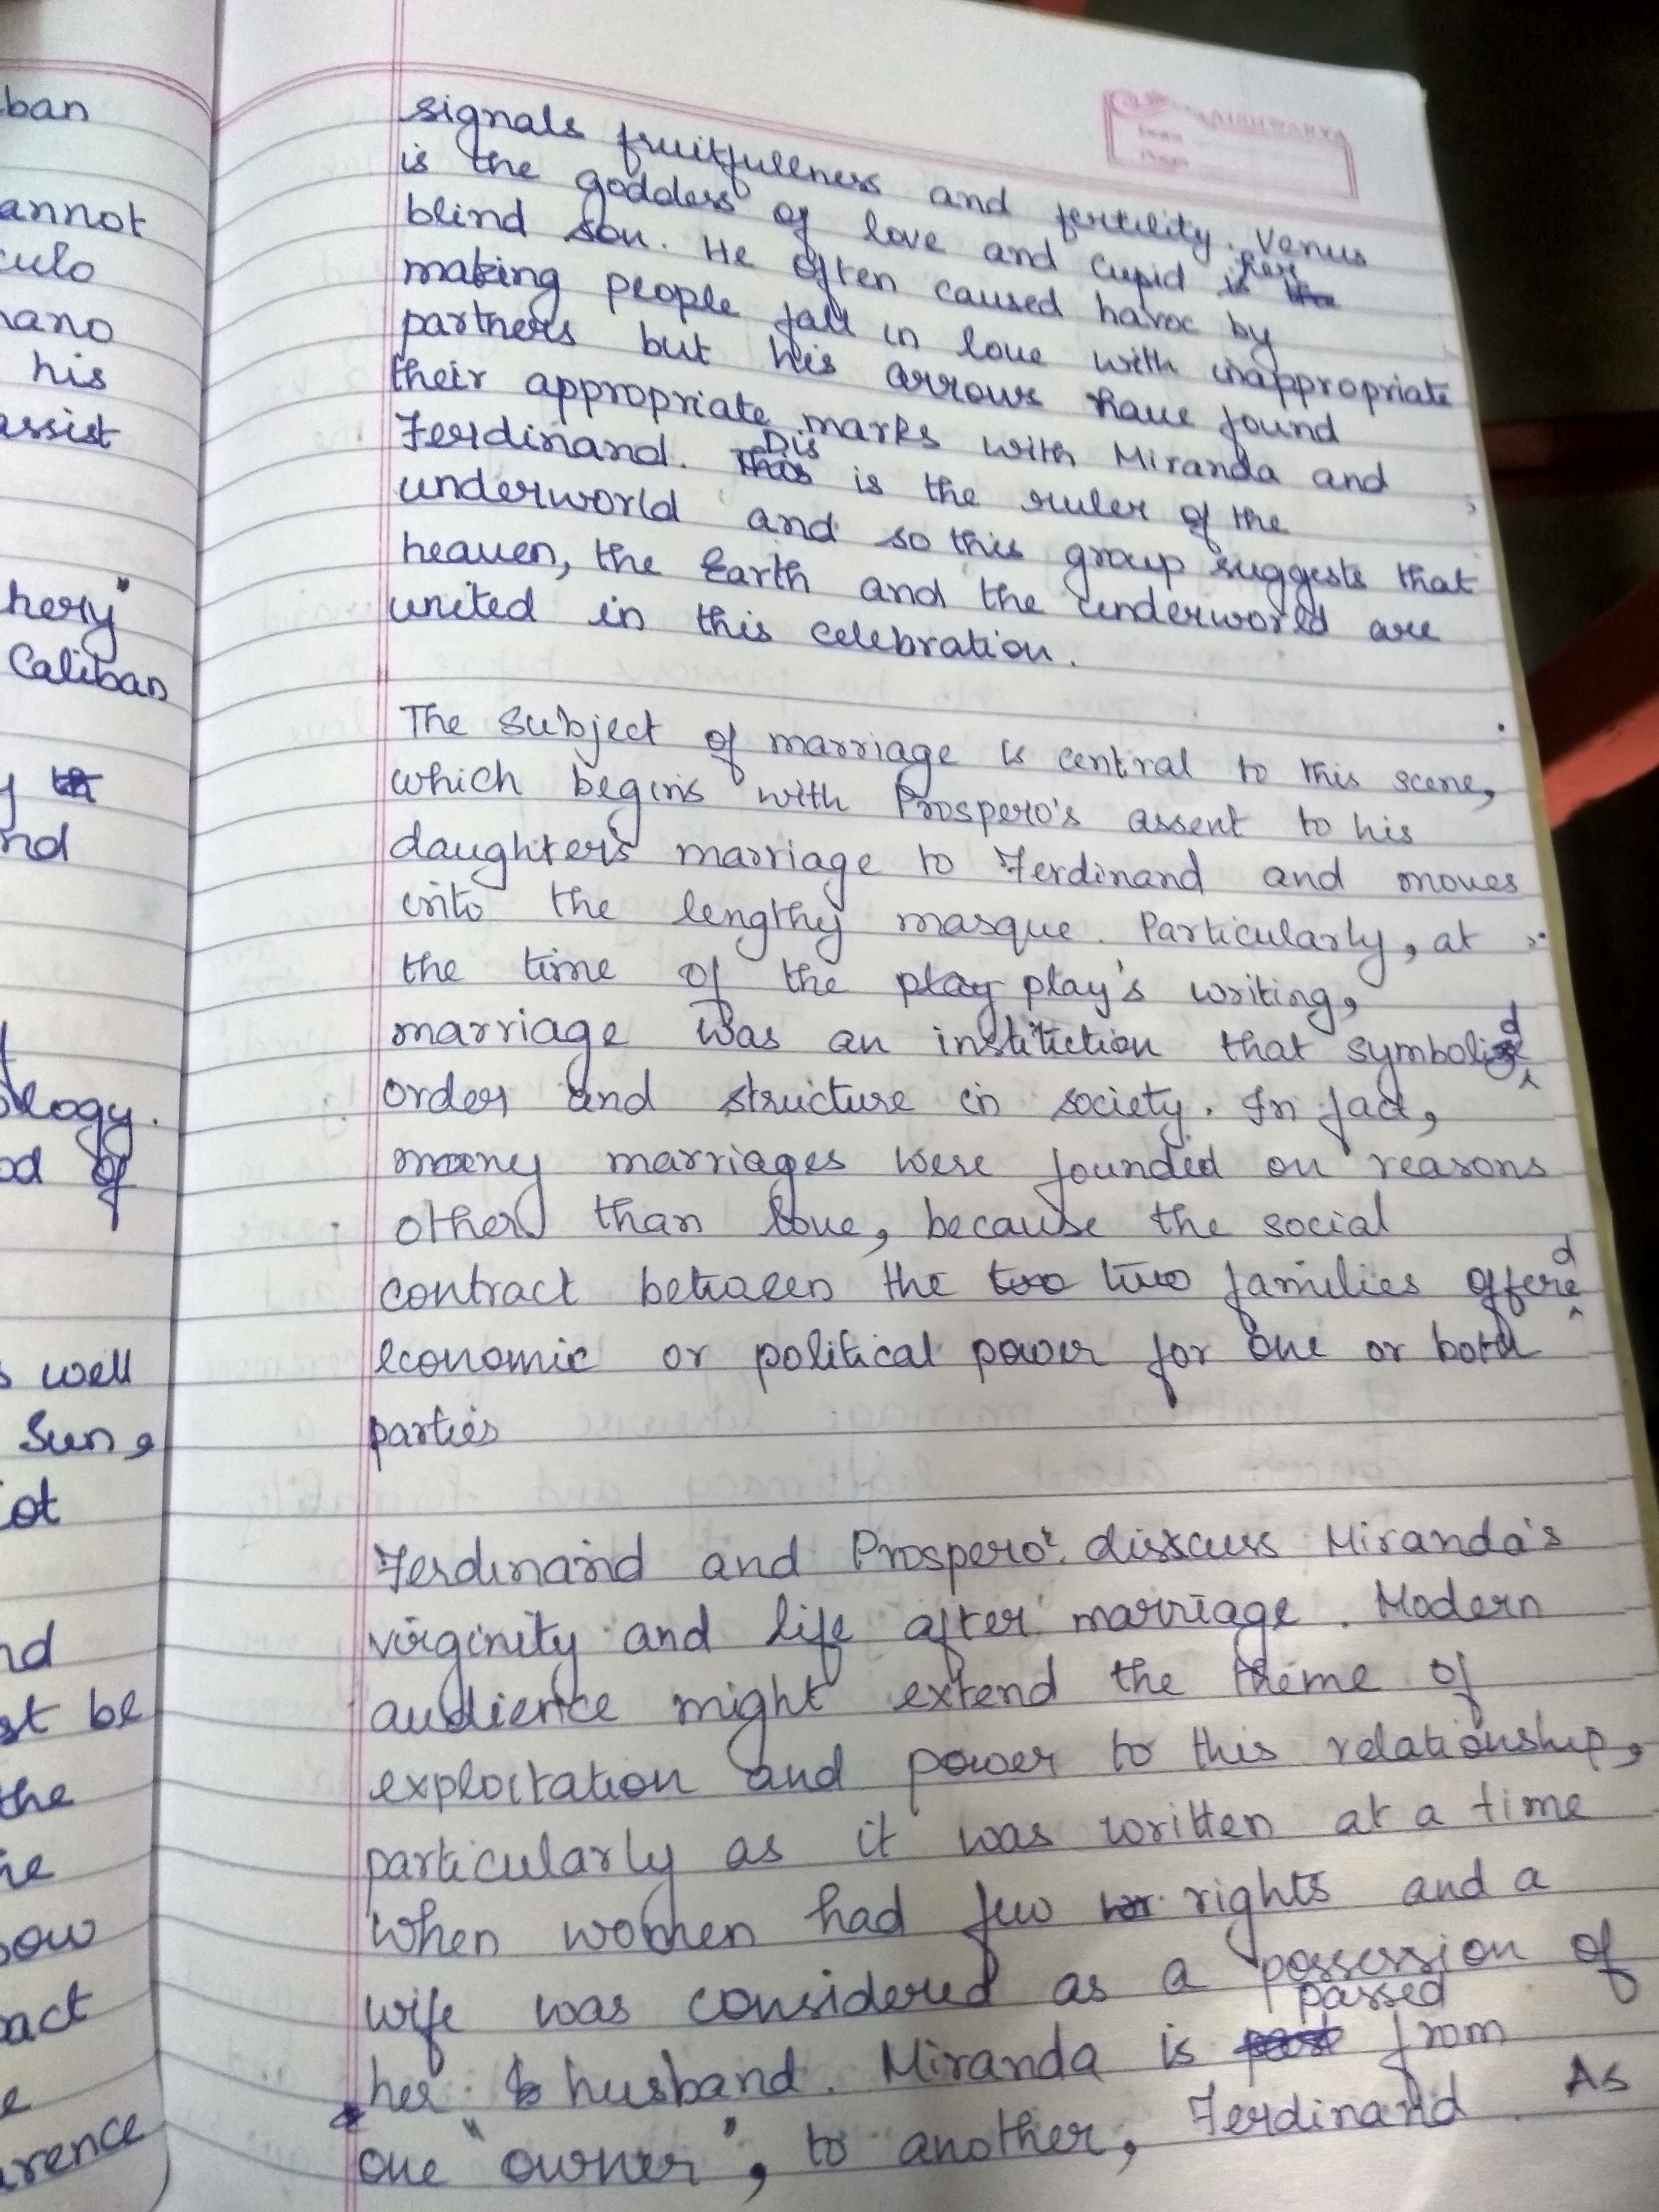 ban
annot
culo
nano
his
assist
hery"
Caliban
y
nd
ology.
od of
s well
Sun,
ot
nd
st be
the
he
bow
act
e
rence
AISHWARYA
signals fruitfullness and fertility. Venus
is the goddess of love and Cupid is her
blind son. He often caused havoc by
making people fall in love with inappropriate
partners but his arrows have found
their appropriate marks with Miranda and
Ferdinand. Dis is the ruler of the
underworld and so this group suggests that
heaven, the Earth and the underworld are
united in this celebration.
The subject of marriage is central to this scene,
which begins with Prospero's assent to his
daughter's marriage to Ferdinand and moves
into the lengthy masque. Particularly, at
the time of the play play's writing,
marriage was an institiction that symbolised
order and structure in society. In fact,
many marriages were founded on reasons
other than love, because the social
contract between the two two families offered
economic or political power for one or both
parties
Ferdinand and Prospero disscuss Miranda's
virginity and life after marriage. Modern
audience might extend the theme of
exploitation and power to this relationship,
particularly as it was written at a time
when women had few rights and a
wife was considered as a possession of
her husband. Miranda is passed from
one "owner", to another, Ferdinand. As